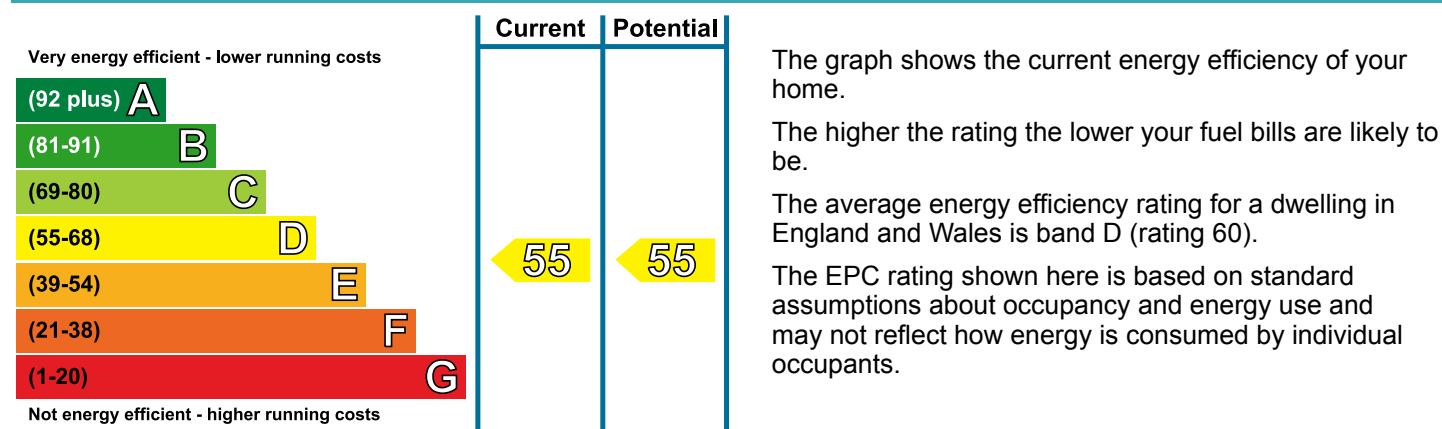 Current Potential
Very energy efficient - lower running costs
(92 plus) A
(81-91) B
(69-80) C
(55-68) D
(39-54) E
(21-38) F
(1-20) G
Not energy efficient - higher running costs
55 55
The graph shows the current energy efficiency of your
home.
The higher the rating the lower your fuel bills are likely to
be.
The average energy efficiency rating for a dwelling in
England and Wales is band D (rating 60).
The EPC rating shown here is based on standard
assumptions about occupancy and energy use and
may not reflect how energy is consumed by individual
occupants.